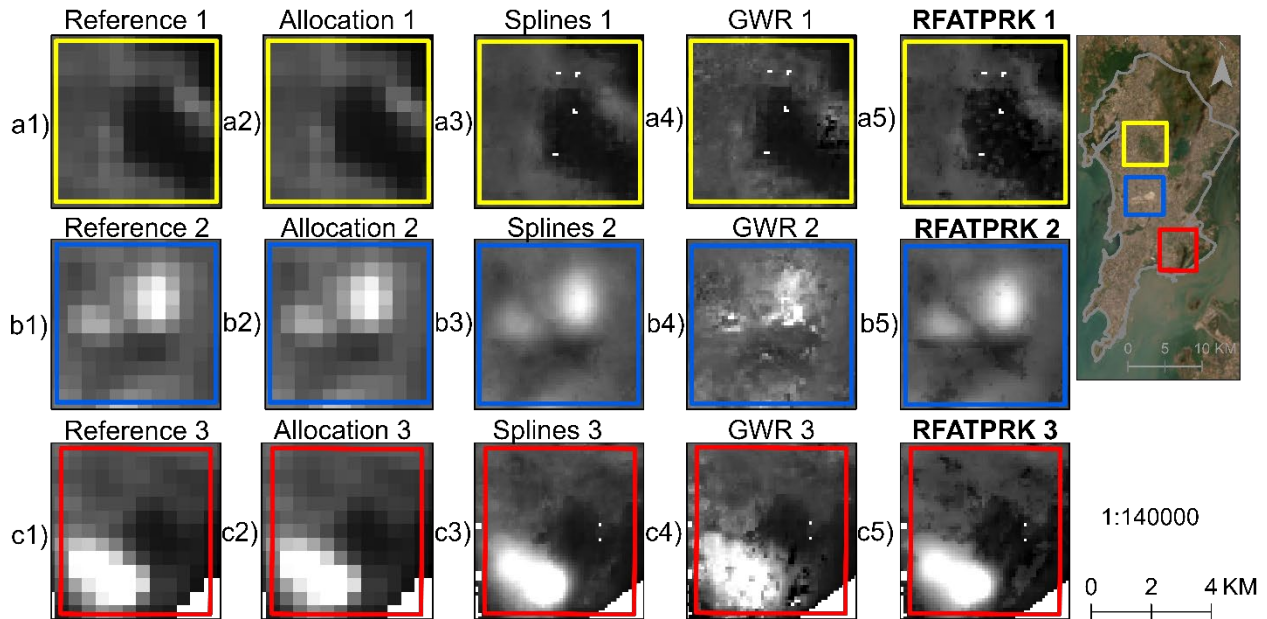 Reference 1 Allocation 1 Splines 1 GWR 1 RFATPRK 1
a1) a2) a3) a4) a5)
Reference 2 Allocation 2 Splines 2 GWR 2 RFATPRK 2
b1) b2) b3) b4) b5)
0 5 10 KM
Reference 3 Allocation 3 Splines 3 GWR 3 RFATPRK 3
c1) c2) c3) c4) c5)
1:140000
0 2 4 KM